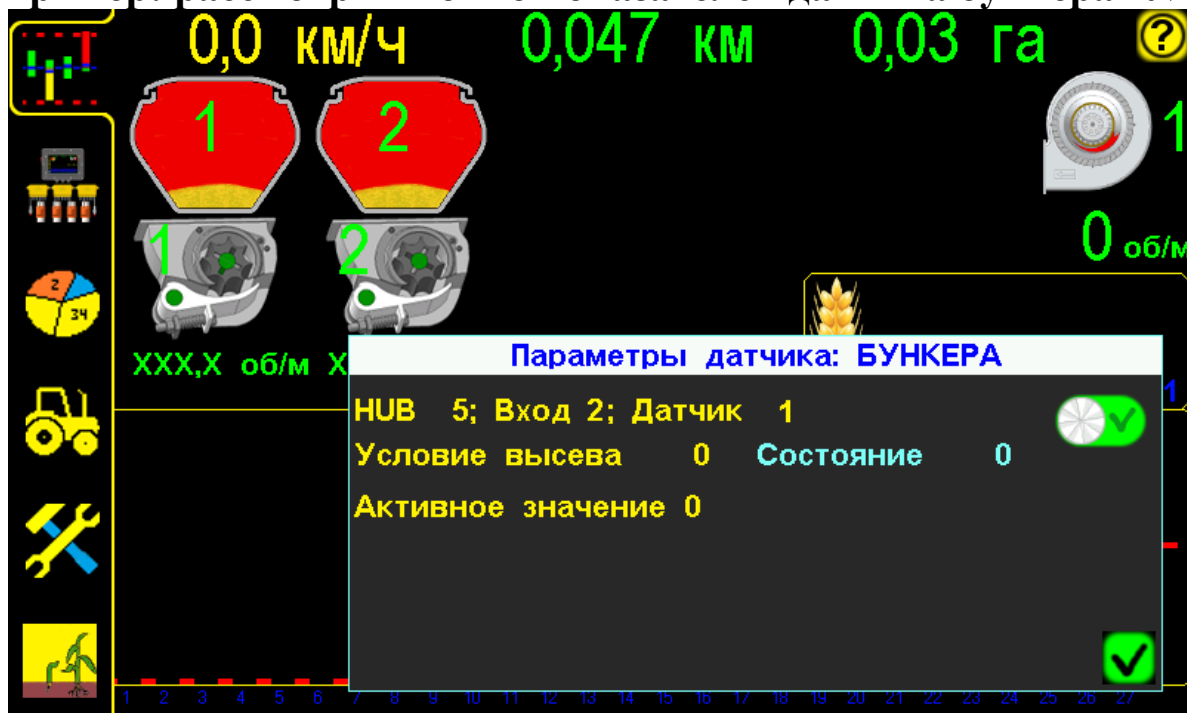 0,0 км/ч 0,047 км 0,03 га ?
1 2 1
1 2
0 об/м
2
34
XXX,X об/м X
Параметры датчика: БУНКЕРА
1
HUB 5; Вход 2; Датчик 1
Условие высева 0 Состояние 0
Активное значение 0
1 2 3 4 5 6 7 8 9 10 11 12 13 14 15 16 17 18 19 20 21 22 23 24 25 26 27